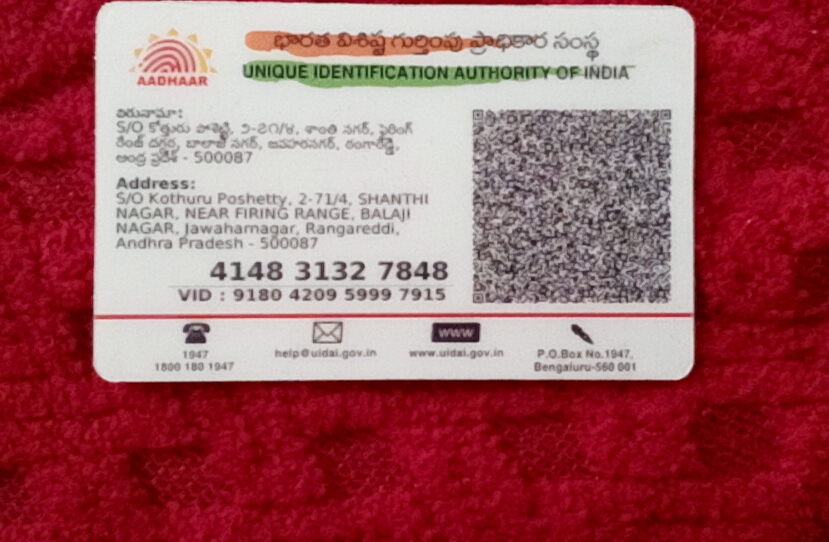 భారత విశిష్ట గుర్తింపు ప్రాధికార సంస్థ
AADHAAR
UNIQUE IDENTIFICATION AUTHORITY OF INDIA
చిరునామా:
S/O కోత్తురు పోశెట్టి, ౨-౭౧/౪, శాంతి నగర్, ఫైరింగ్
రేంజ్ దగ్గర, బాలాజీ నగర్, జవహరనగర్, రంగారెడ్డి,
ఆంధ్ర ప్రదేశ్ - 500087
Address:
S/O Kothuru Poshetty, 2-71/4, SHANTHI
NAGAR, NEAR FIRING RANGE, BALAJI
NAGAR, Jawaharnagar, Rangareddi,
Andhra Pradesh - 500087
4148 3132 7848
VID : 9180 4209 5999 7915
1947
1800 180 1947
help@uidai.gov.in
www
www.uidai.gov.in
P.O.Box No.1947,
Bengaluru-560 001